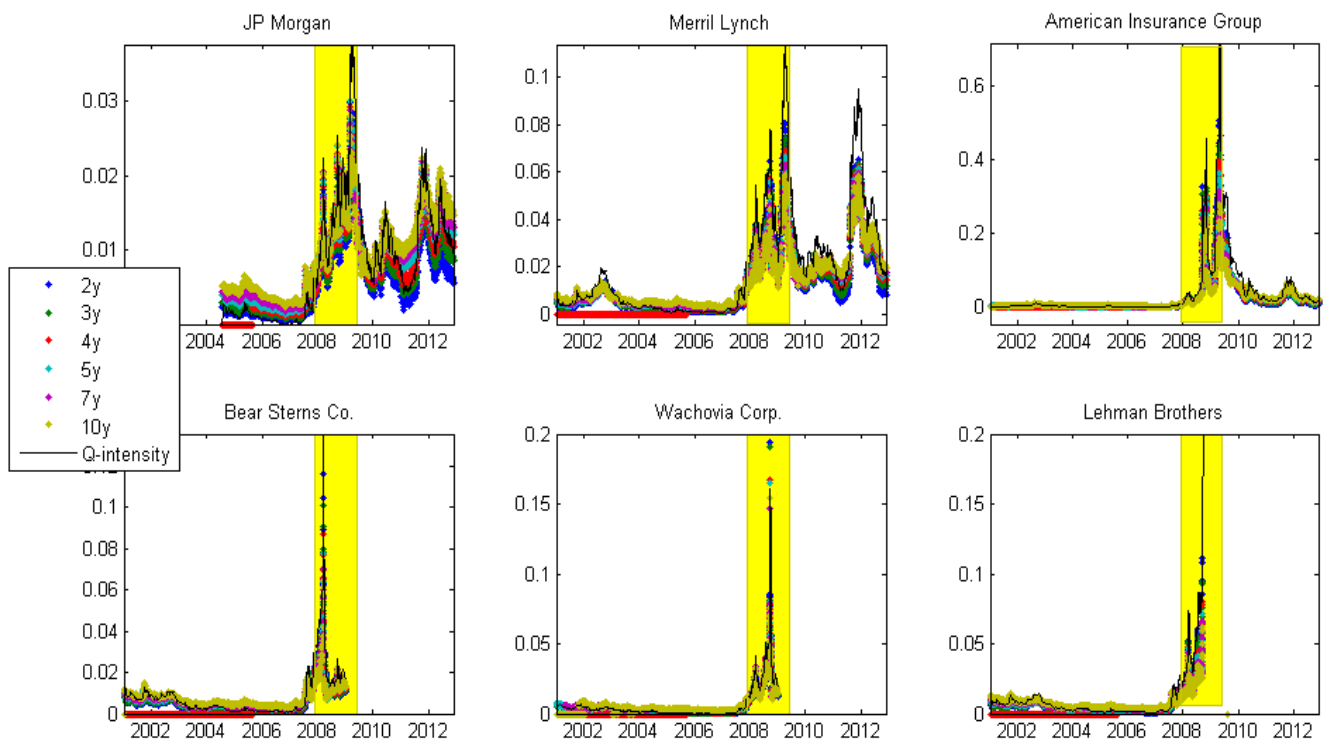 JP Morgan
Merril Lynch
American Insurance Group
0.03
0.02
0.01
0.1
0.08
0.06
0.04
0.02
0
0.6
0.4
0.2
0
2002 2004 2006 2008 2010 2012
2002 2004 2006 2008 2010 2012
2004 2006 2008 2010 2012
2y
3y
4y
5y
7y
10y
Q-intensity
Bear Sterns Co.
Wachovia Corp.
Lehman Brothers
0.1
0.08
0.06
0.04
0.02
0
0.2
0.15
0.1
0.05
0
0.2
0.15
0.1
0.05
0
2002 2004 2006 2008 2010 2012
2002 2004 2006 2008 2010 2012
2002 2004 2006 2008 2010 2012